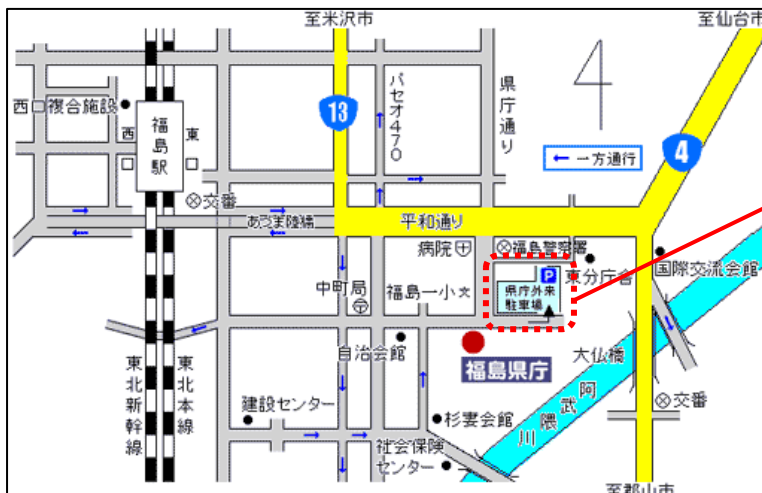 至米沢市
至仙台市
西口複合施設
西
福島駅
東
13
パセオ470
県庁通り
一方通行
4
交番
あづま陸橋
平和通り
病院
福島警察署
P
東分庁舎
国際交流会館
中町局
福島一小
県庁外来
駐車場
自治会館
福島県庁
大仏橋
東北新幹線
東北本線
建設センター
杉妻会館
阿武隈川
交番
社会保険
センター
至郡山市